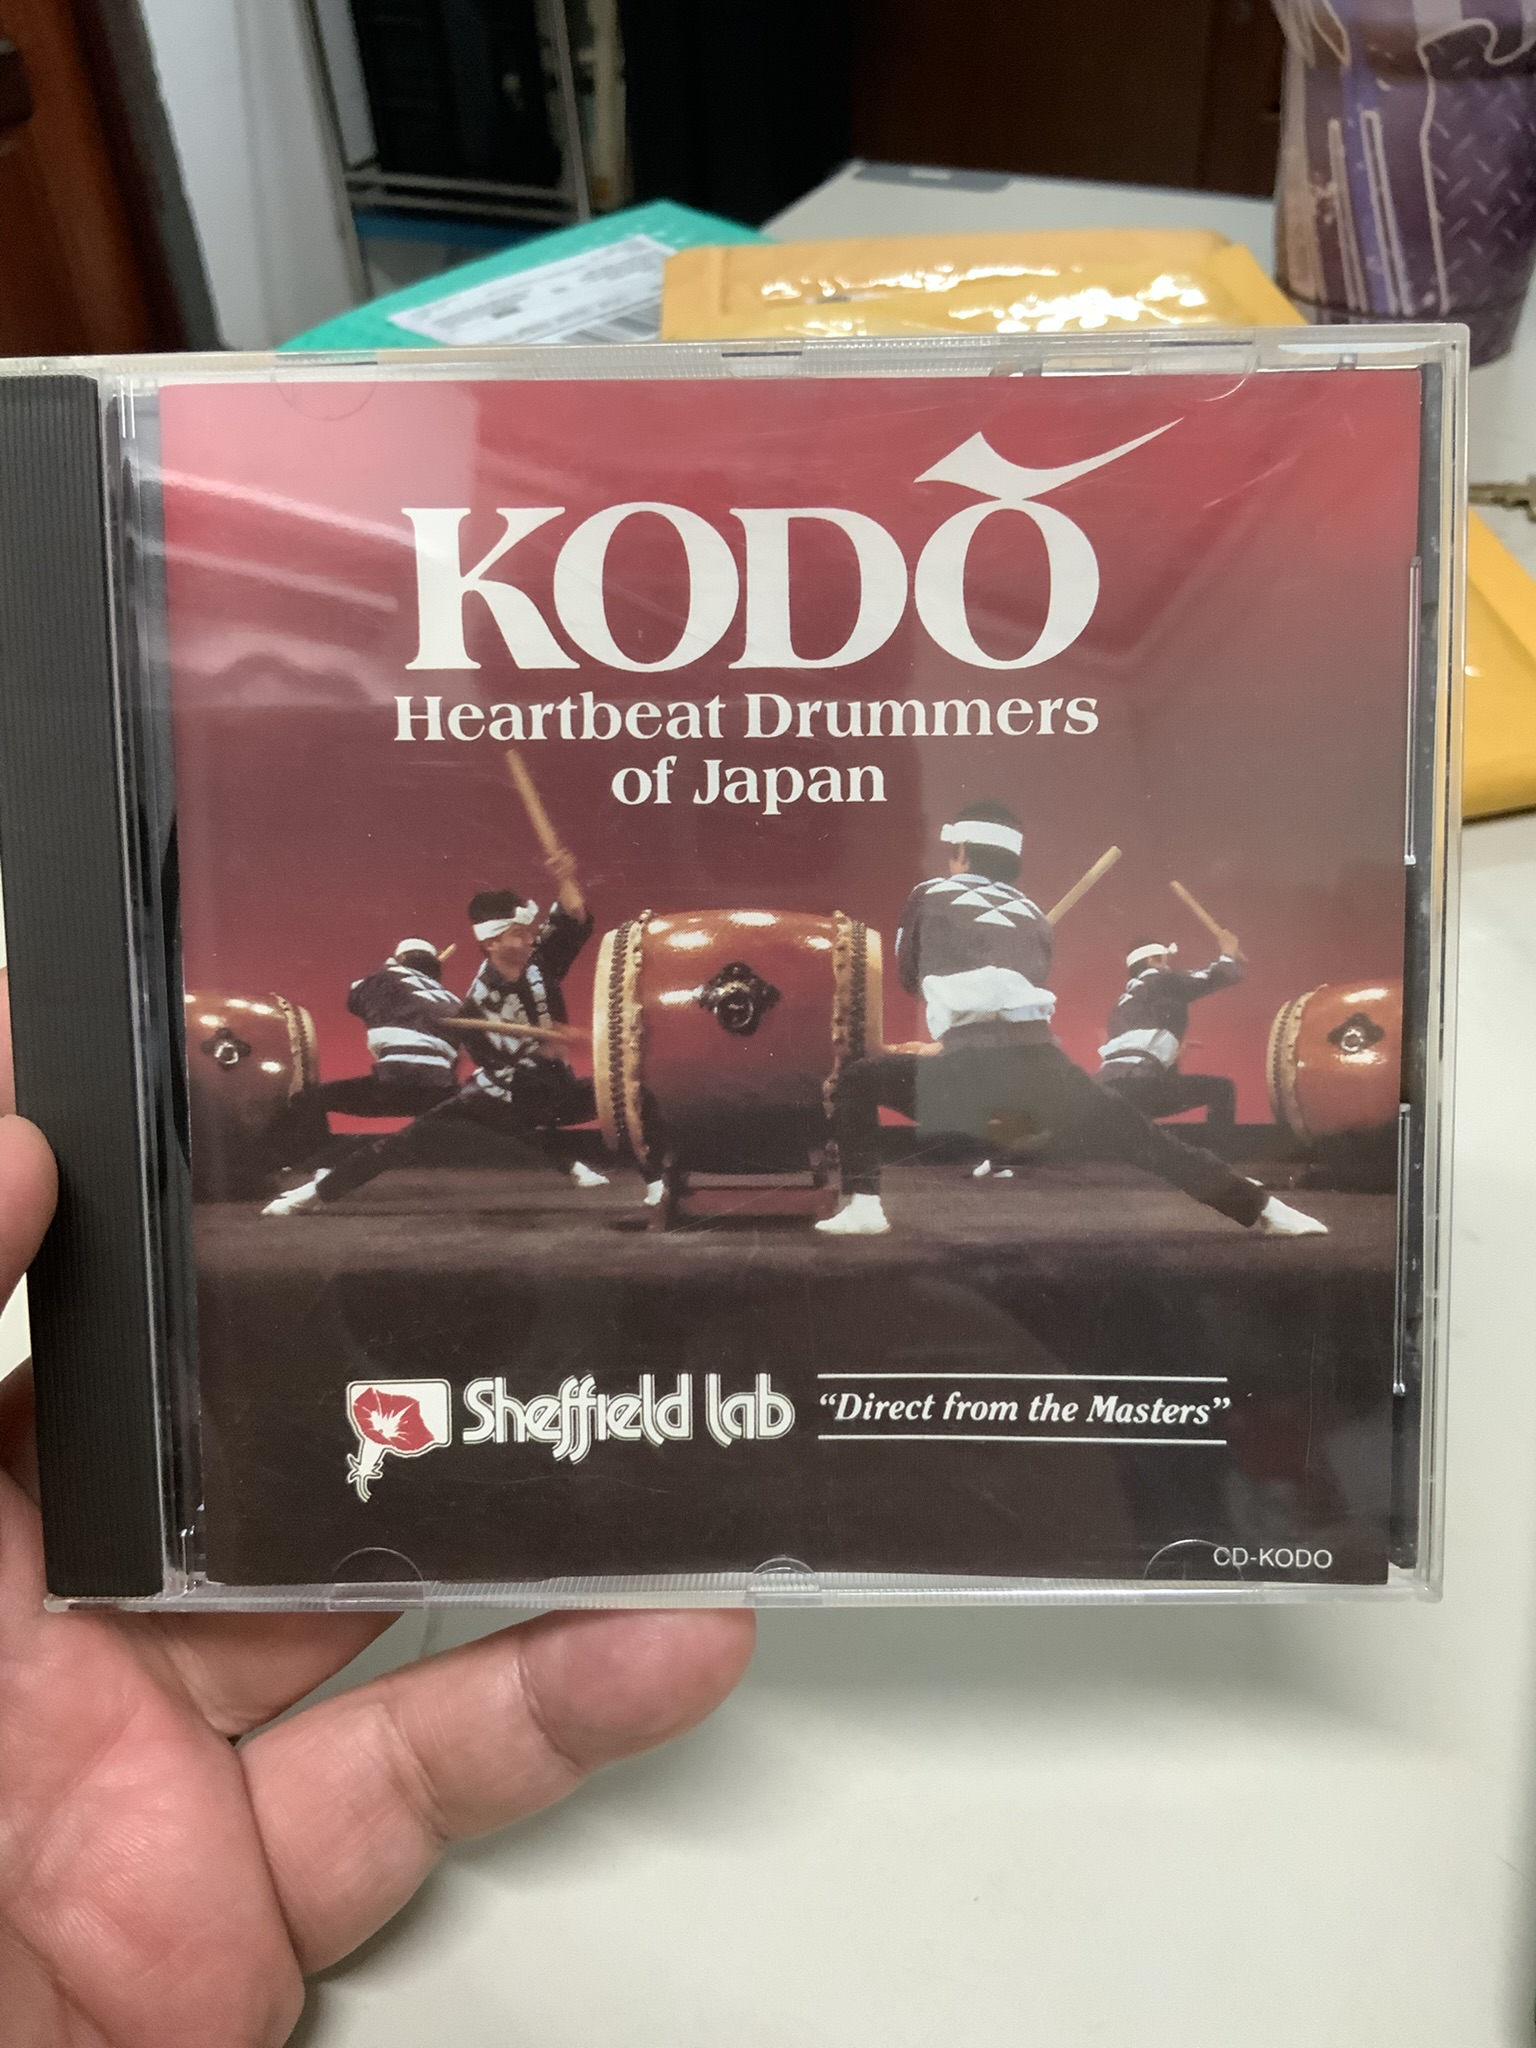 KODŌ
Heartbeat Drummers
of Japan
Sheffield Lab
“Direct from the Masters”
CD-KODO